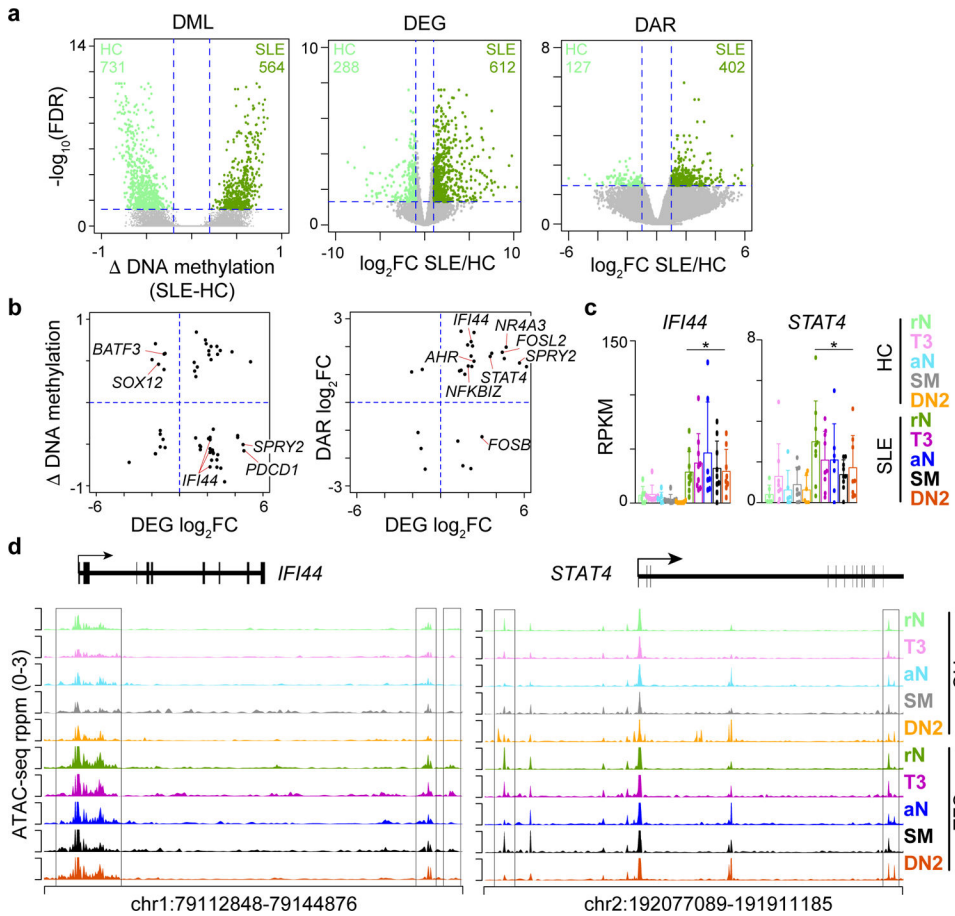 a
DML
DEG
DAR
14
HC
731
SLE
564
-log10(FDR)
0
-1
1
Δ DNA methylation
(SLE-HC)
10
HC
288
SLE
612
0
-10
10
log2FC SLE/HC
8
HC
127
SLE
402
0
-6
6
log2FC SLE/HC
b
Δ DNA methylation
1
BATF3
SOX12
SPRY2
PDCD1
IFI44
-1
-6
6
DEG log2FC
DAR log2FC
3
IFI44
NR4A3
FOSL2
SPRY2
AHR
STAT4
NFKBIZ
FOSB
-3
-6
6
DEG log2FC
c
IFI44
STAT4
150
*
RPKM
0
8
*
0
rN
T3
aN
SM
DN2
HC
rN
T3
aN
SM
DN2
SLE
d
IFI44
STAT4
ATAC-seq rppm (0-3)
rN
T3
aN
SM
DN2
rN
T3
aN
SM
DN2
chr1:79112848-79144876
chr2:192077089-191911185